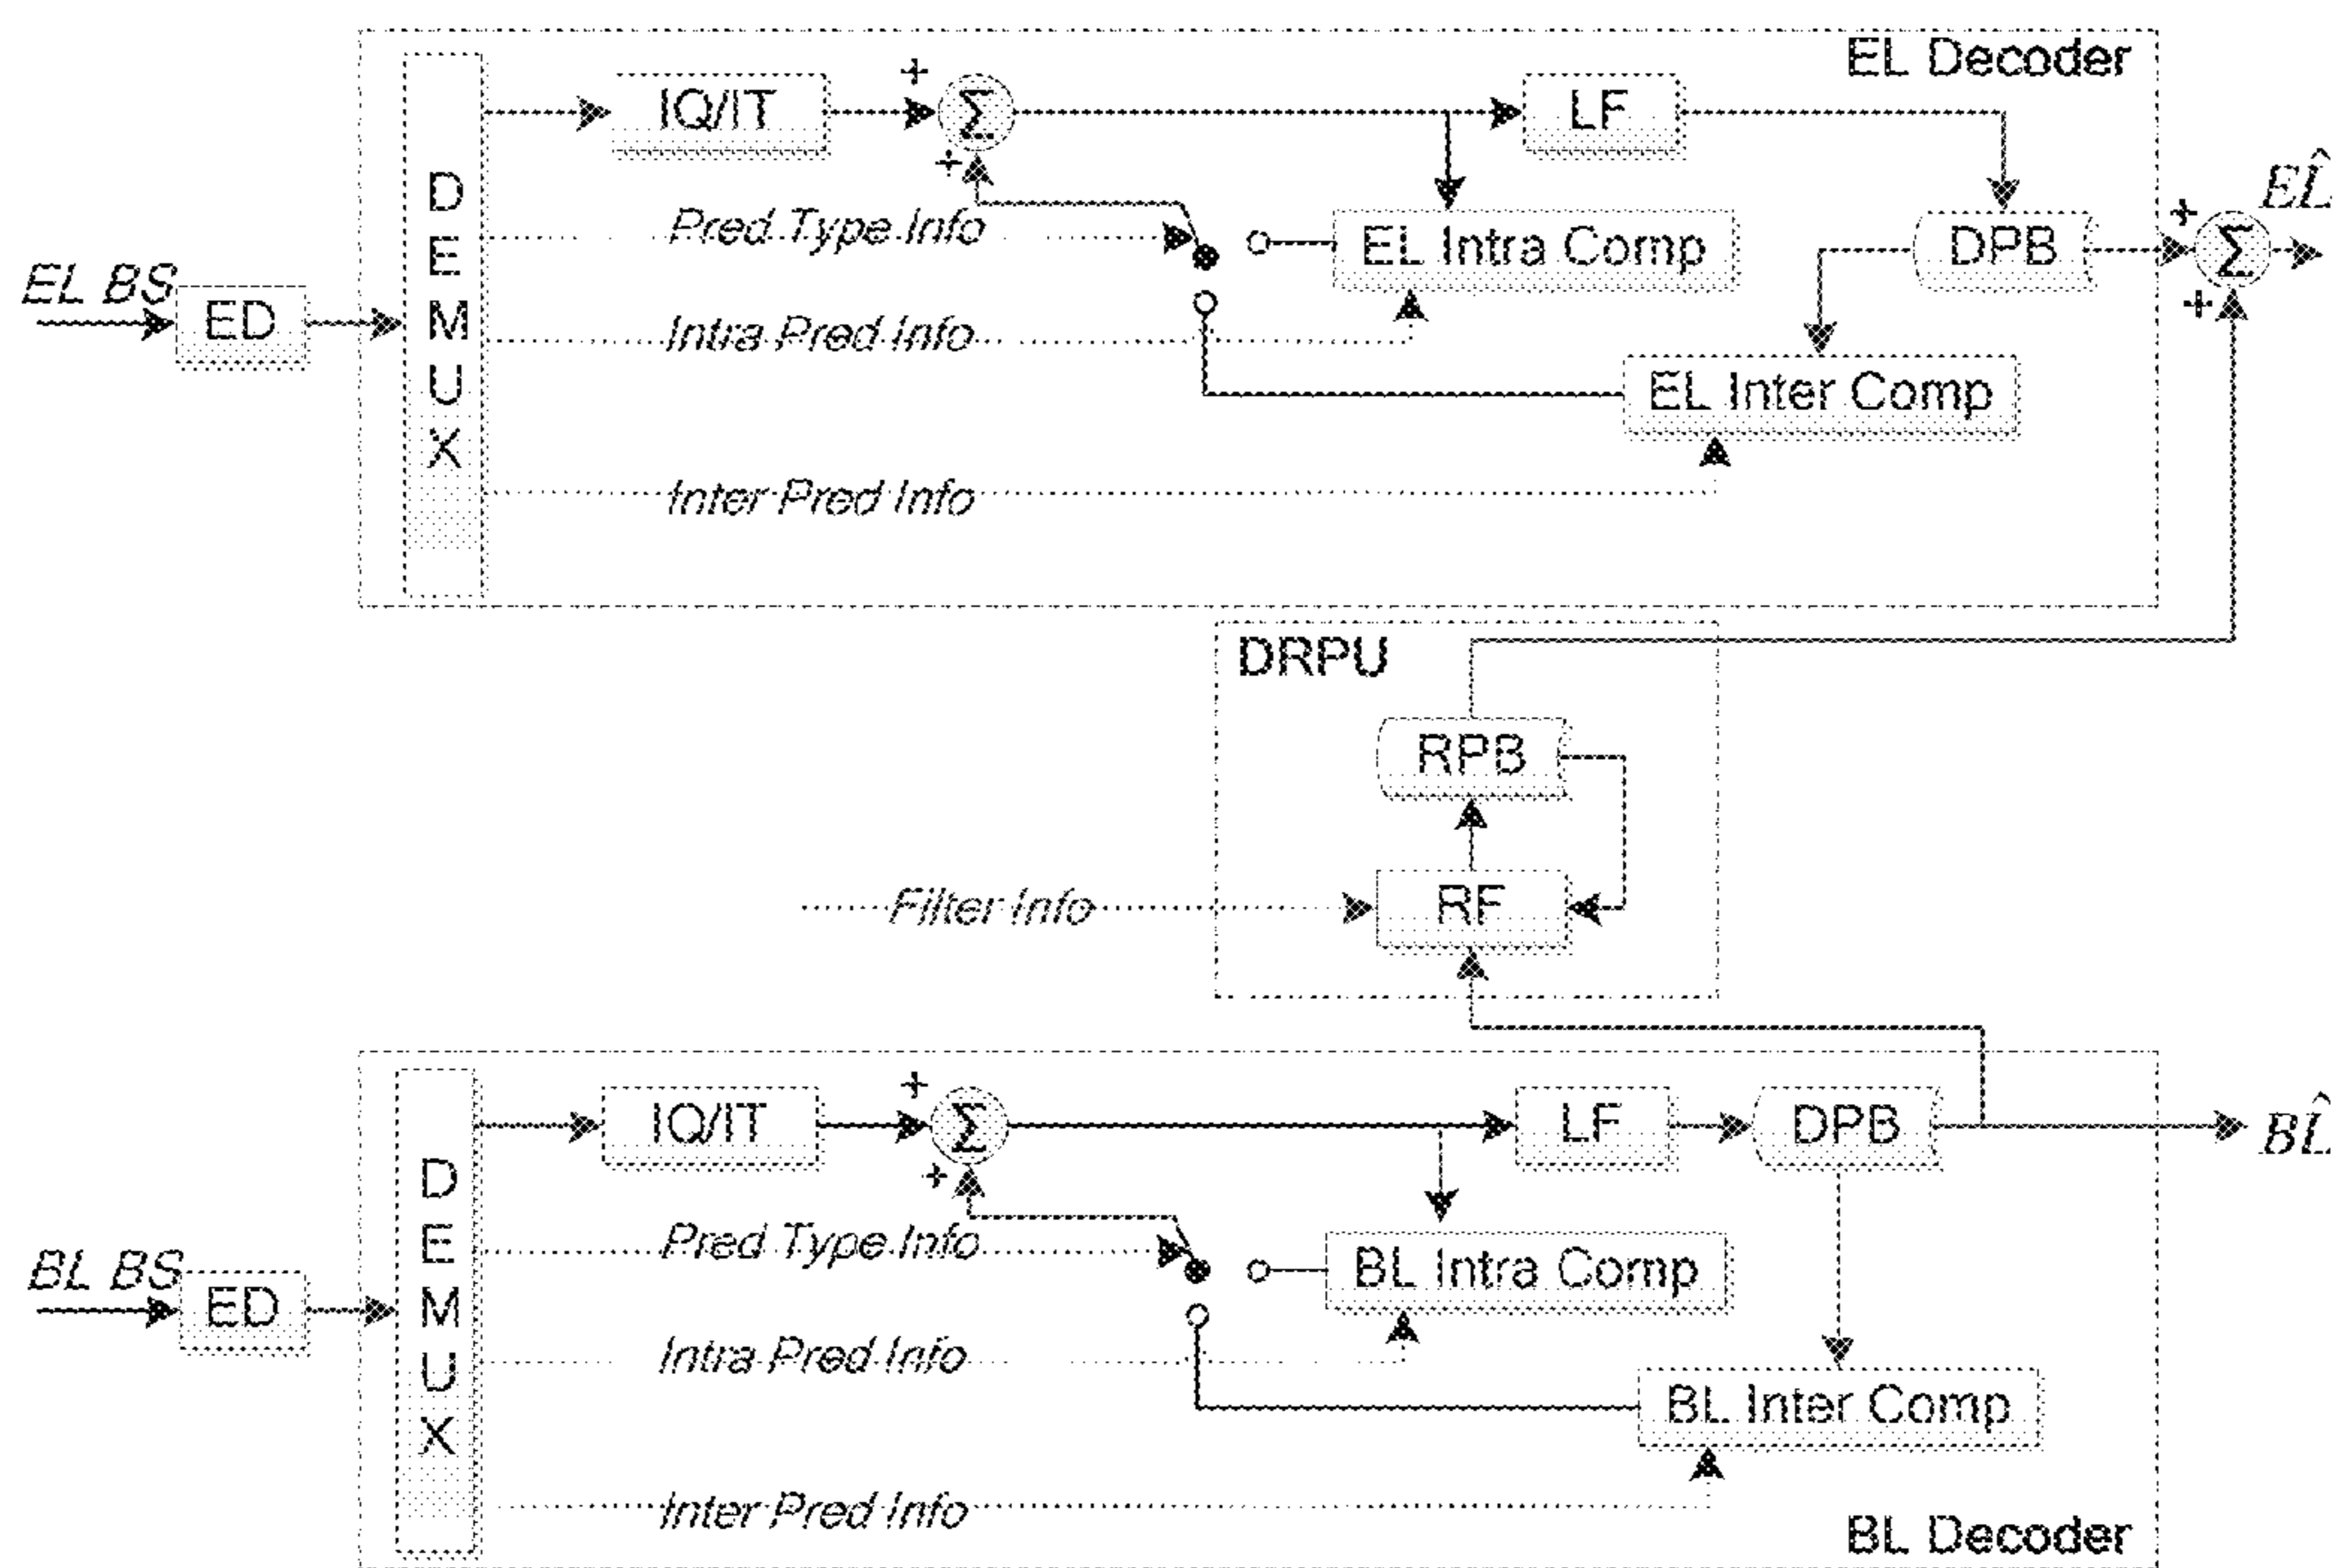 EL Decoder
IQ/IT
+
Σ
LF
+
D
E
M
U
X
Pred Type Info
EL Intra Comp
DPB
+
Σ
+
EL̂
EL BS
ED
Intra Pred Info
EL Inter Comp
Inter Pred Info
DRPU
RPB
Filter Info
RF
IQ/IT
+
Σ
+
LF
DPB
BL̂
D
E
M
U
X
Pred Type Info
BL Intra Comp
BL BS
ED
Intra Pred Info
BL Inter Comp
Inter Pred Info
BL Decoder